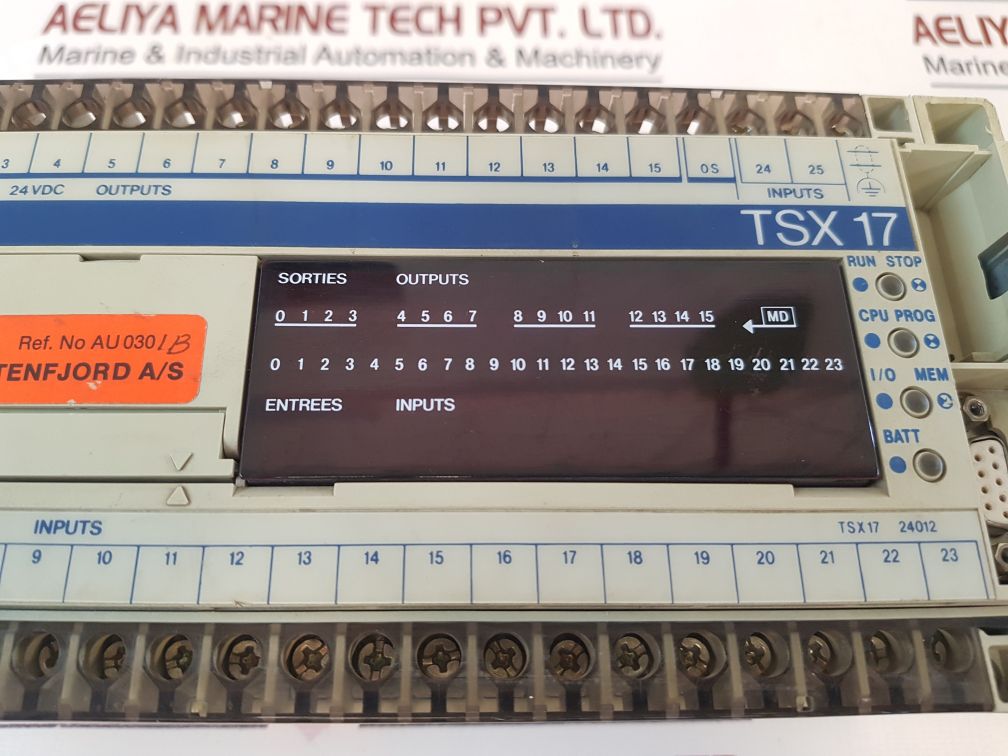 AELIYA MARINE TECH PVT. LTD.
Marine & Industrial Automation & Machinery
AELIY
Marine
3 4 5 6 7 8 9 10 11 12 13 14 15 0S 24 25
24 VDC OUTPUTS INPUTS
TSX 17
RUN STOP
CPU PROG
I/O MEM
BATT
SORTIES OUTPUTS
0 1 2 3 4 5 6 7 8 9 10 11 12 13 14 15 MD
0 1 2 3 4 5 6 7 8 9 10 11 12 13 14 15 16 17 18 19 20 21 22 23
ENTREES INPUTS
Ref. No AU 030 1B
TENFJORD A/S
INPUTS TSX 17 24012
9 10 11 12 13 14 15 16 17 18 19 20 21 22 23